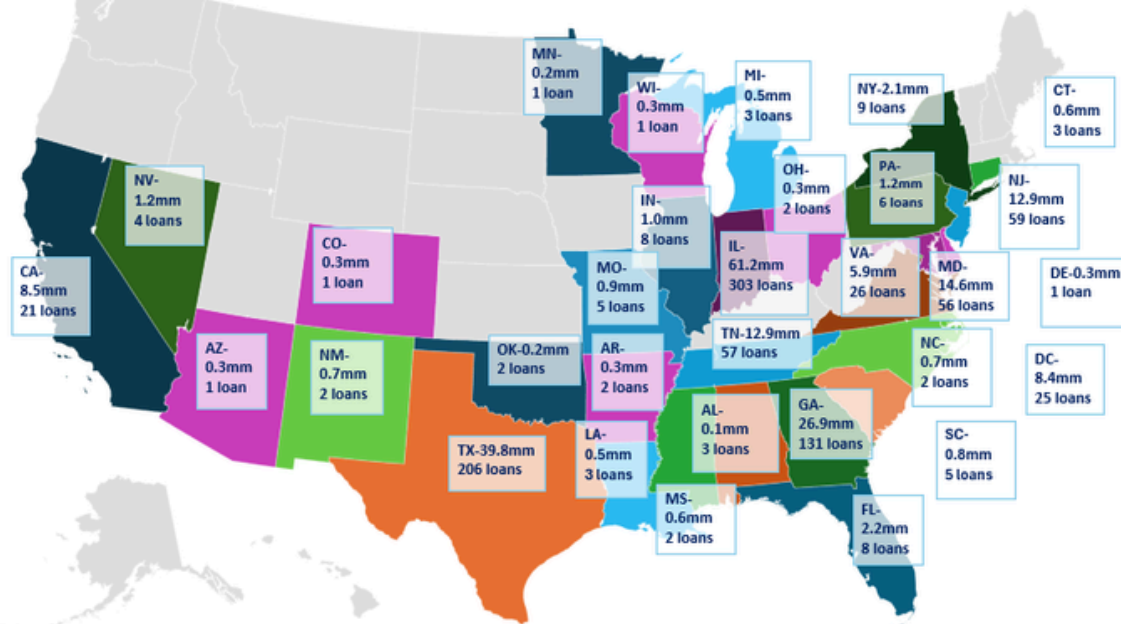 MN-
0.2mm
1 loan
WI-
0.3mm
1 loan
MI-
0.5mm
3 loans
NY-2.1mm
9 loans
CT-
0.6mm
3 loans
NV-
1.2mm
4 loans
OH-
0.3mm
2 loans
PA-
1.2mm
6 loans
NJ-
12.9mm
59 loans
IN-
1.0mm
8 loans
CO-
0.3mm
1 loan
IL-
61.2mm
303 loans
VA-
5.9mm
26 loans
MD-
14.6mm
56 loans
DE-0.3mm
1 loan
CA-
8.5mm
21 loans
MO-
0.9mm
5 loans
TN-12.9mm
57 loans
AZ-
0.3mm
1 loan
NM-
0.7mm
2 loans
OK-0.2mm
2 loans
AR-
0.3mm
2 loans
NC-
0.7mm
2 loans
DC-
8.4mm
25 loans
AL-
0.1mm
3 loans
GA-
26.9mm
131 loans
TX-39.8mm
206 loans
LA-
0.5mm
3 loans
SC-
0.8mm
5 loans
MS-
0.6mm
2 loans
FL-
2.2mm
8 loans